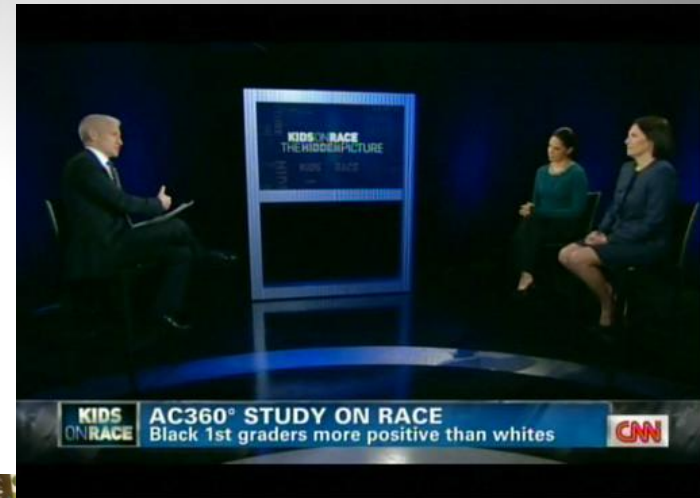 KIDS ON RACE
THE HIDDEN PICTURE
KIDS RACE
KIDS
ON RACE
AC360° STUDY ON RACE
Black 1st graders more positive than whites
CNN